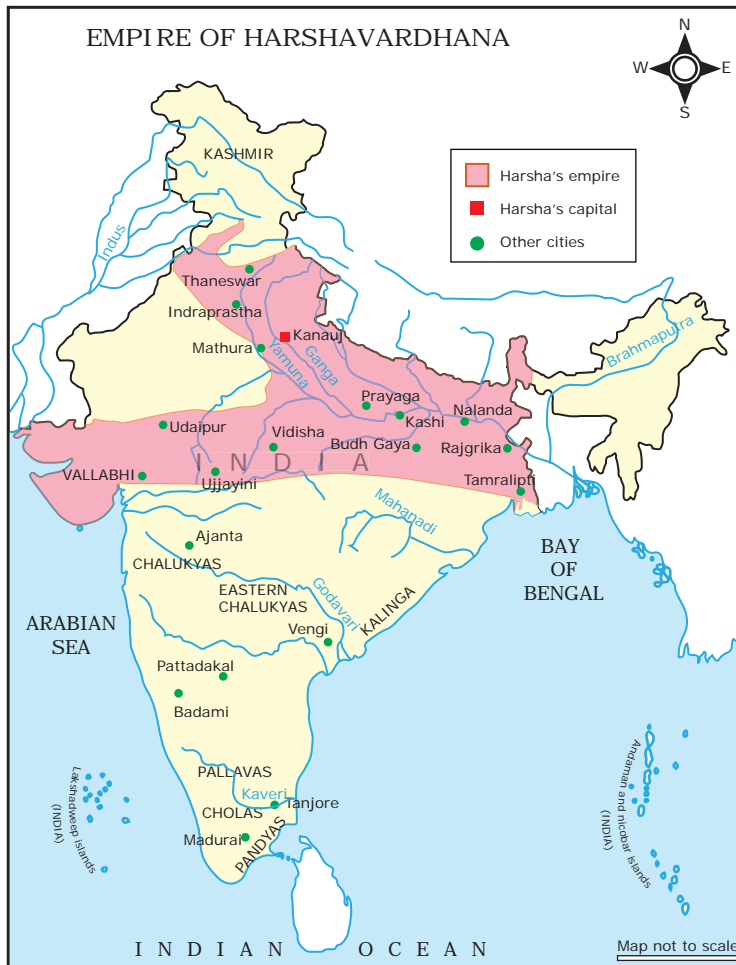 EMPIRE OF HARSHAVARDHANA
N
W
E
S
KASHMIR
Harsha's empire
Harsha's capital
Other cities
Indus
Thaneswar
Indraprastha
Kanauj
Mathura
Yamuna
Ganga
Brahmaputra
Prayaga
Kashi
Nalanda
Udaipur
Vidisha
Budh Gaya
Rajgrika
INDIA
VALLABHI
Ujjayini
Tamralipti
Mahanadi
Ajanta
CHALUKYAS
BAY
OF
BENGAL
EASTERN
CHALUKYAS
Godavari
KALINGA
ARABIAN
SEA
Vengi
Pattadakal
Badami
PALLAVAS
Kaveri
Tanjore
CHOLAS
Madurai
PANDYAS
Lakshadweep islands
(INDIA)
Andaman and nicobar islands
(INDIA)
INDIAN OCEAN
Map not to scale